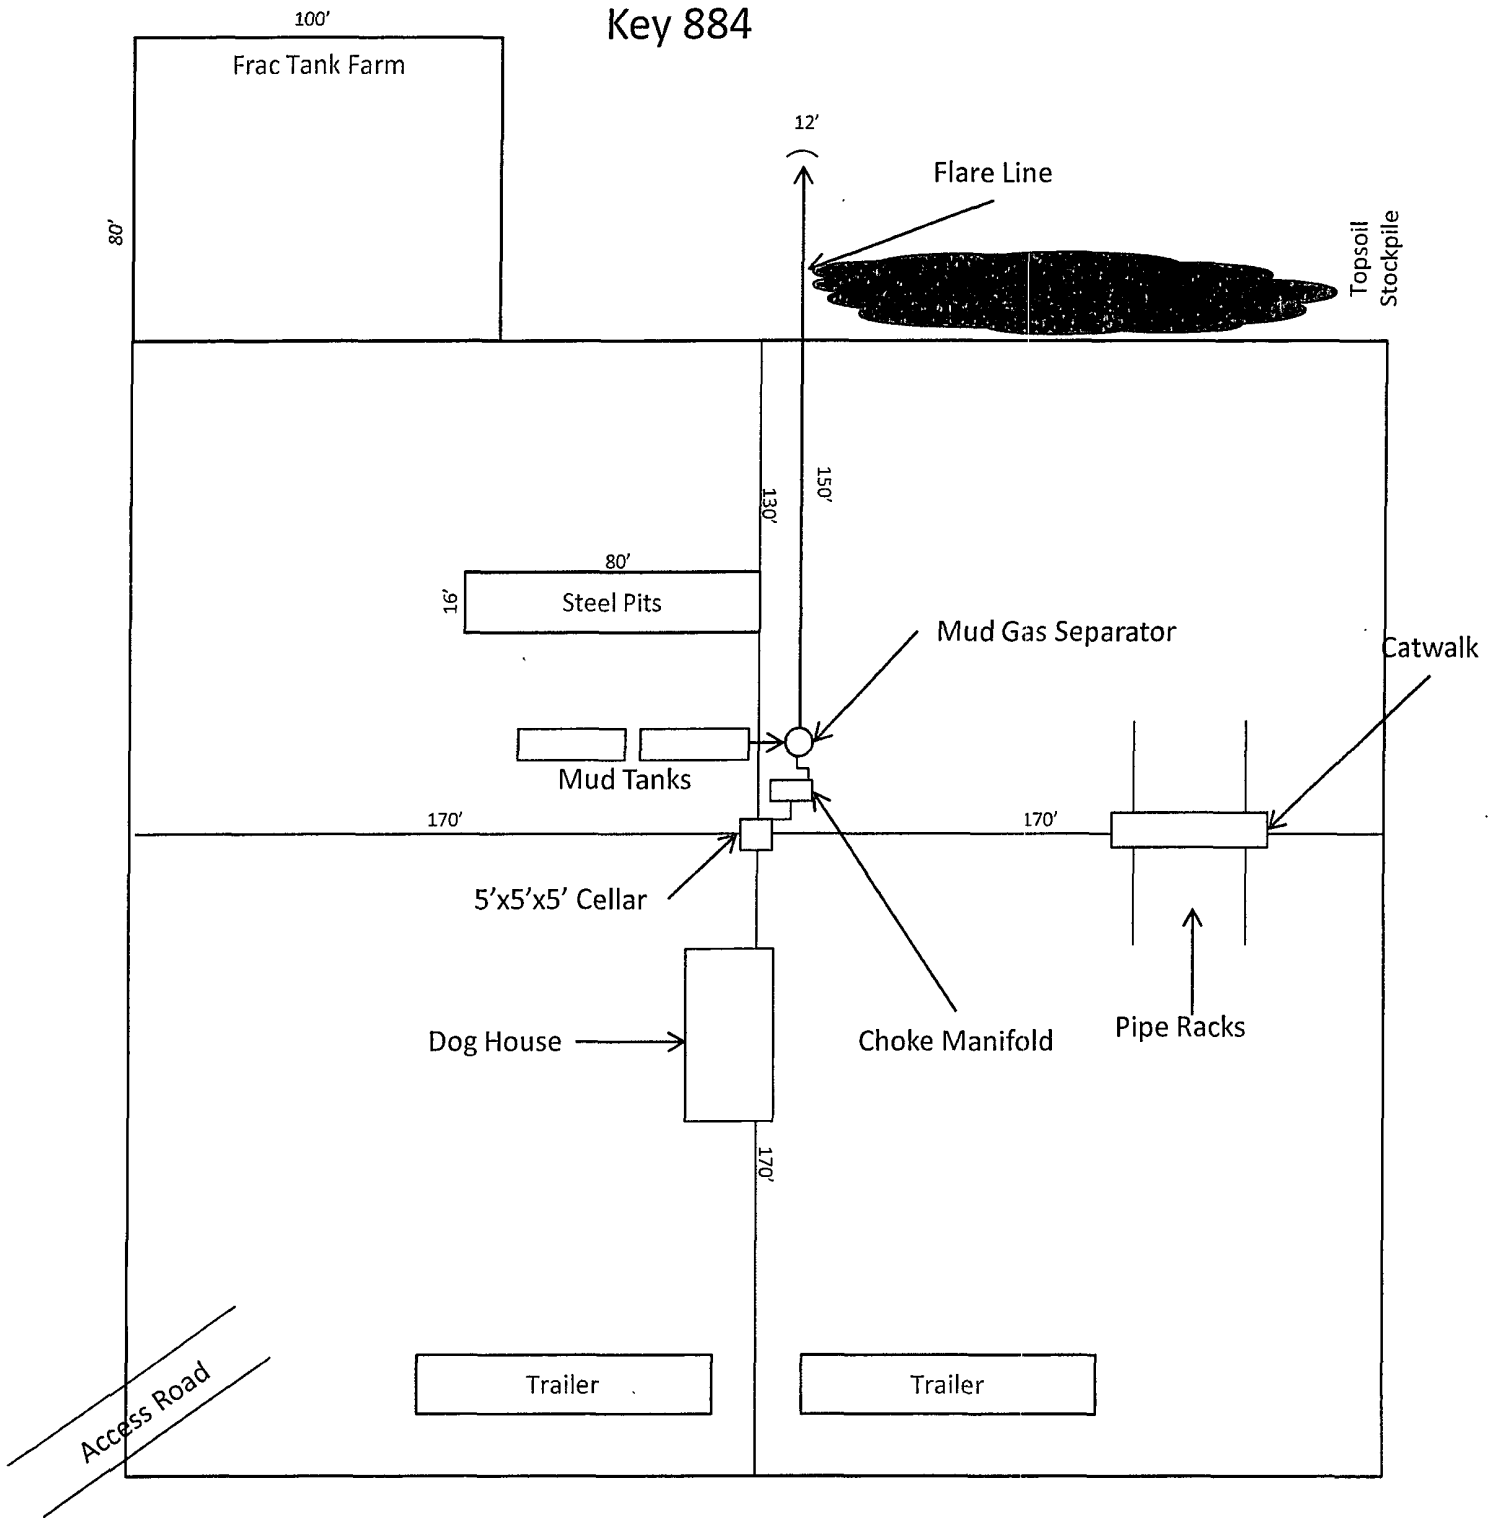 Key 884
100'
Frac Tank Farm
80'
12'
Flare Line
Topsoil
Stockpile
130'
150'
80'
16'
Steel Pits
Mud Gas Separator
Catwalk
Mud Tanks
170'
170'
5'x5'x5' Cellar
Dog House
Choke Manifold
Pipe Racks
170'
Access Road
Trailer
Trailer